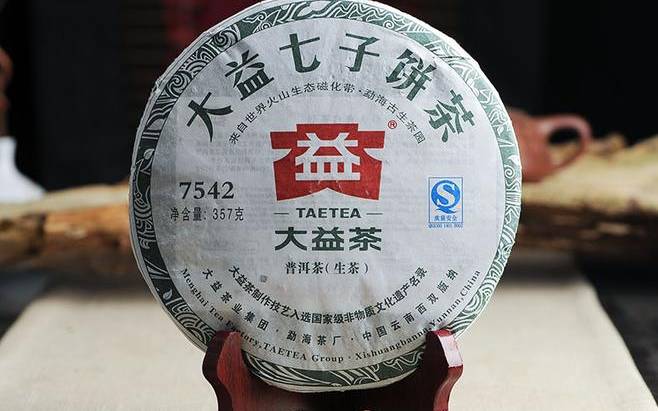 大益七子饼茶
来自世界火山生态磁化带·勐海古生茶园
益
®
7542
净含量:357克
TAETEA
大益茶
普洱茶(生茶)
S
质量安全
大益茶制作技艺入选国家级非物质文化遗产名录
大益茶业集团·勐海茶厂·中国云南西双版纳
Menghai Tea Factory,TAETEA Group · Xishuangbanna,Yunnan,China